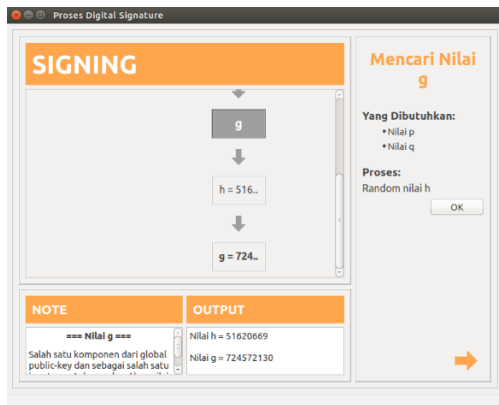 Proses Digital Signature
SIGNING
g
h = 516..
g = 724..
NOTE
=== Nilai g ===
Salah satu komponen dari global
public-key dan sebagai salah satu
OUTPUT
Nilai h = 51620669
Nilai g = 724572130
Mencari Nilai
g
Yang Dibutuhkan:
• Nilai p
• Nilai q
Proses:
Random nilai h
OK